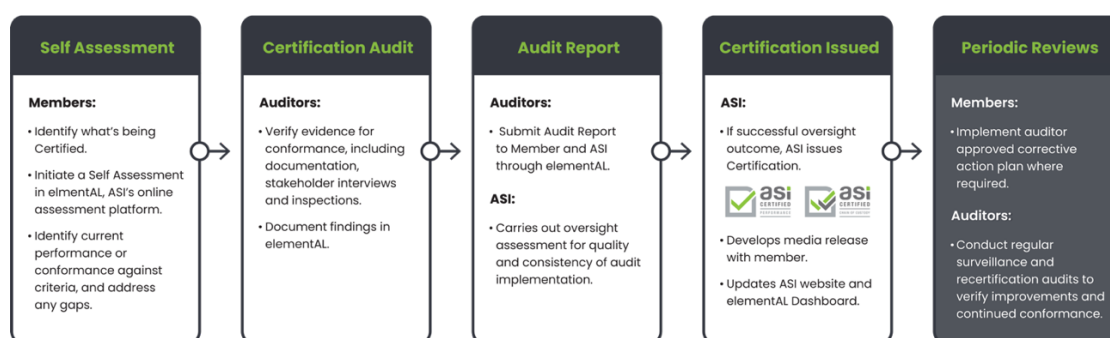 Self Assessment
Members:
• Identify what's being
Certified.
• Initiate a Self Assessment
in elmentAL, ASI's online
assessment platform.
• Identify current
performance or
conformance against
criteria, and address
any gaps.
Certification Audit
Auditors:
• Verify evidence for
conformance, including
documentation,
stakeholder interviews
and inspections.
• Document findings in
elementAL.
Audit Report
Auditors:
• Submit Audit Report
to Member and ASI
through elementAL.
ASI:
• Carries out oversight
assessment for quality
and consistency of audit
implementation.
Certification Issued
ASI:
• If successful oversight
outcome, ASI issues
Certification.
asi
CERTIFIED
PERFORMANCE
asi
CERTIFIED
CHAIN OF CUSTODY
• Develops media release
with member.
• Updates ASI website and
elementAL Dashboard.
Periodic Reviews
Members:
• Implement auditor
approved corrective
action plan where
required.
Auditors:
• Conduct regular
surveillance and
recertification audits to
verify improvements and
continued conformance.